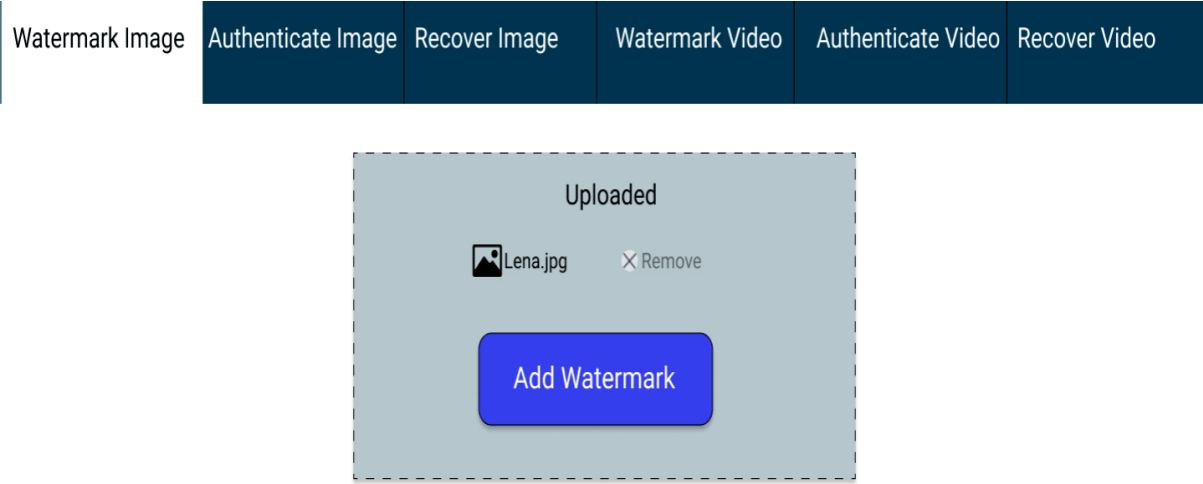 Watermark Image Authenticate Image Recover Image Watermark Video Authenticate Video Recover Video
Uploaded
Lena.jpg Remove
Add Watermark